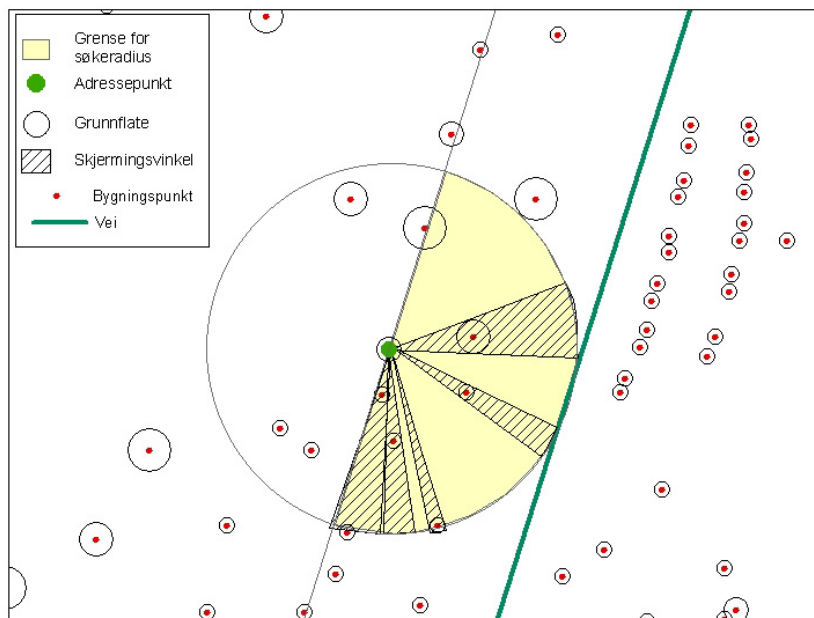 Grense for
søkeradius
Adressepunkt
Grunnflate
Skjermingsvinkel
Bygningspunkt
Vei